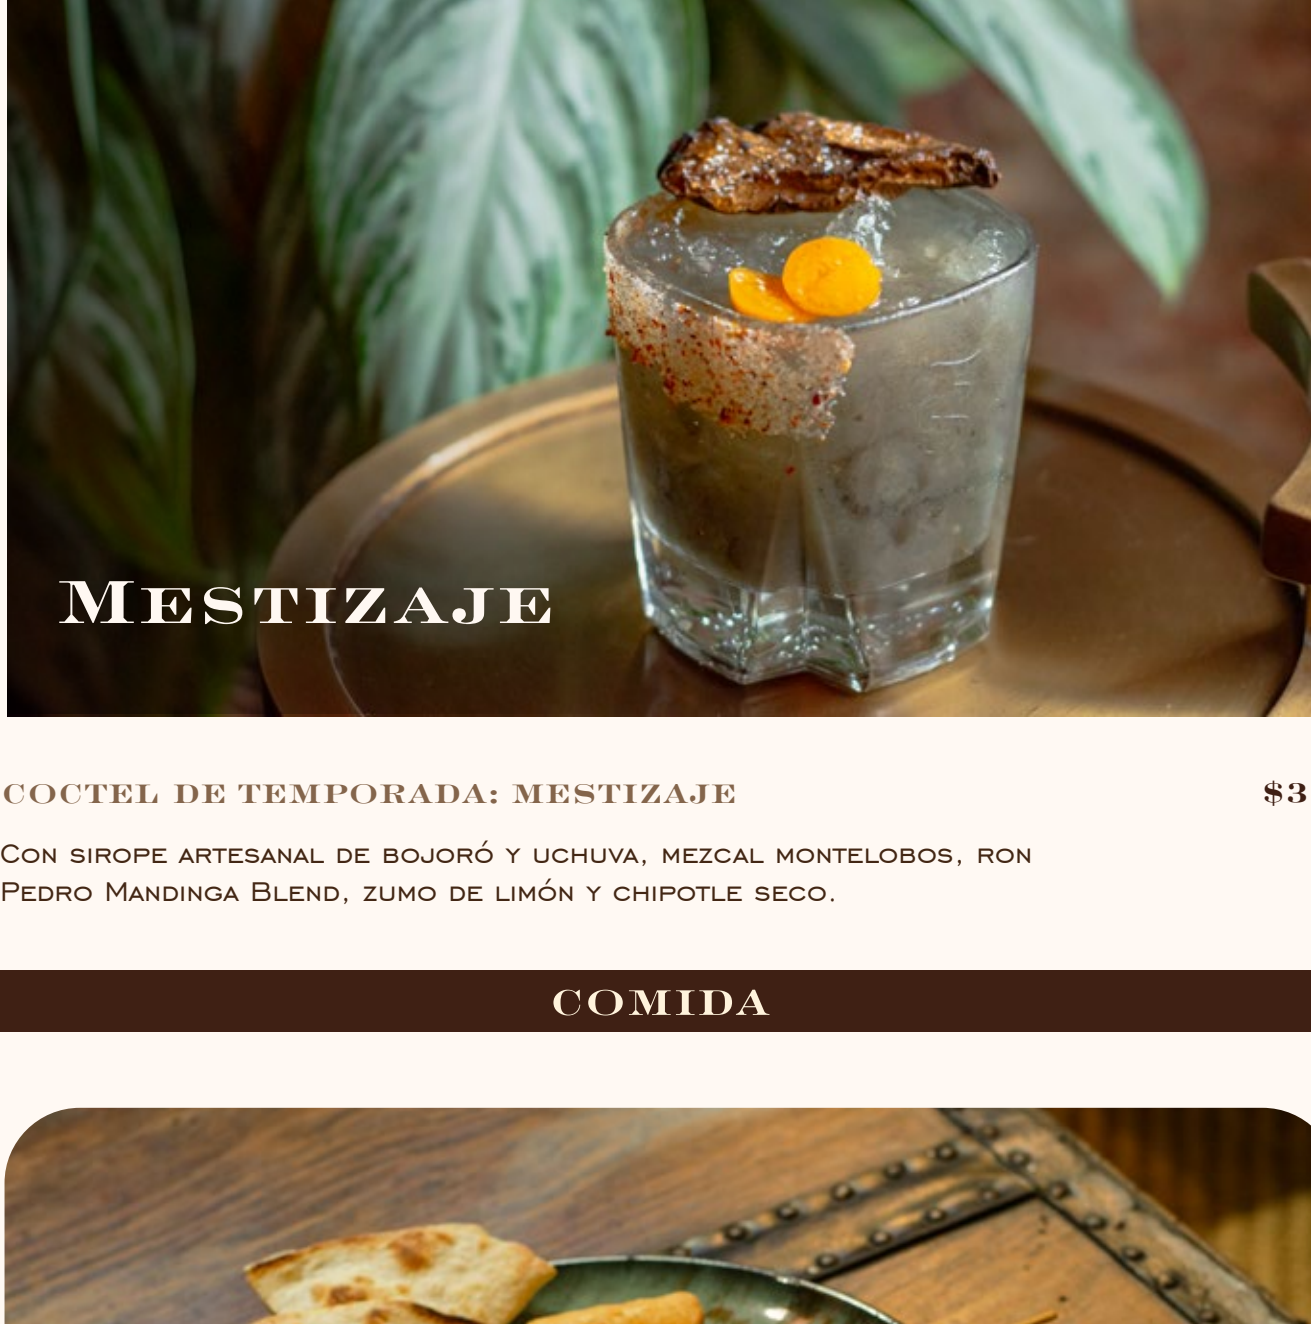 Mestizaje
COCTEL DE TEMPORADA: MESTIZAJE
$3
Con sirope artesanal de bojoró y uchuva, mezcal montelobos, ron
Pedro Mandinga Blend, zumo de limón y chipotle seco.
COMIDA